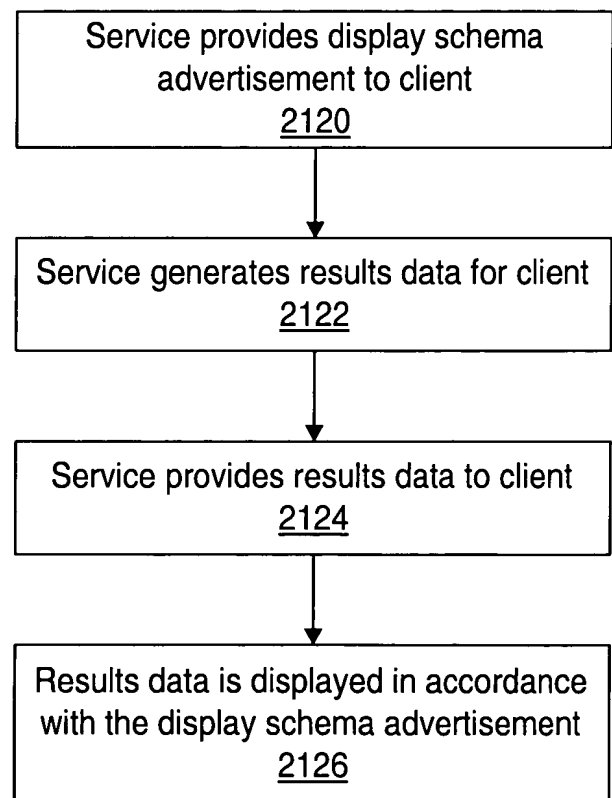 Service provides display schema
advertisement to client
2120
Service generates results data for client
2122
Service provides results data to client
2124
Results data is displayed in accordance
with the display schema advertisement
2126